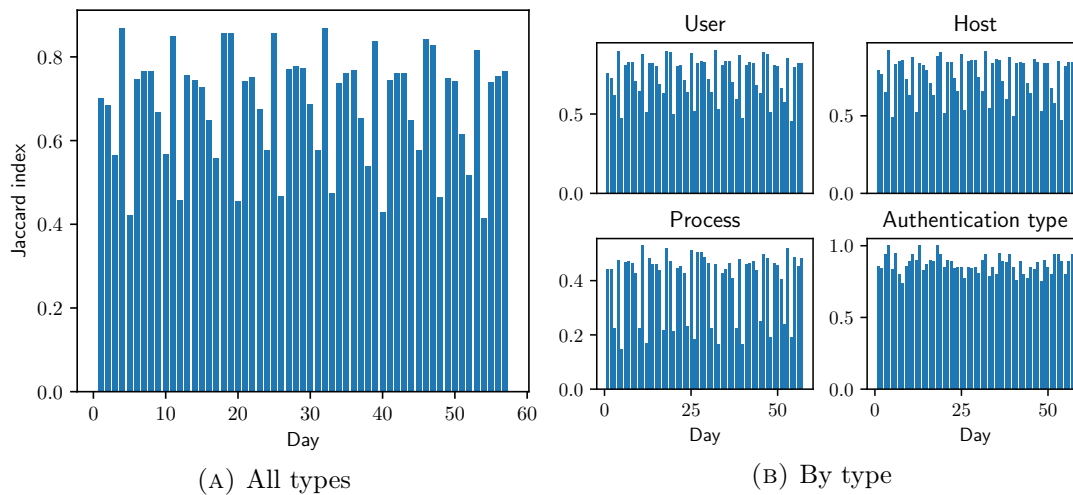 Jaccard index
0.8
0.6
0.4
0.2
0.0
0 10 20 30 40 50 60
Day
(A) All types
User
0.5
0.0
Host
0.5
0.0
Process
0.4
0.2
0.0
0 25 50
Day
Authentication type
1.0
0.5
0.0
0 25 50
Day
(B) By type